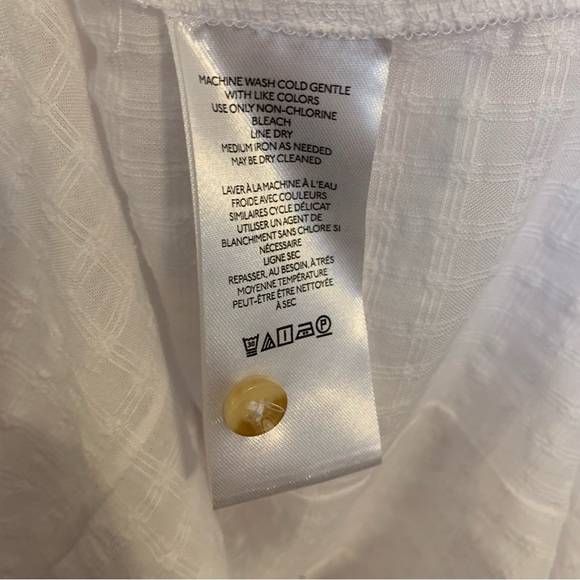 MACHINE WASH COLD GENTLE
WITH LIKE COLORS
USE ONLY NON-CHLORINE
BLEACH
LINE DRY
MEDIUM IRON AS NEEDED
MAY BE DRY CLEANED
LAVER À LA MACHINE À L'EAU
FROIDE AVEC COULEURS
SIMILAIRES CYCLE DÉLICAT
UTILISER UN AGENT DE
BLANCHIMENT SANS CHLORE SI
NÉCESSAIRE
LIGNE SEC
REPASSER, AU BESOIN, À TRÉS
MOYENNE TEMPÉRATURE
PEUT-ÊTRE ÊTRE NETTOYÉE
À SEC
30 P